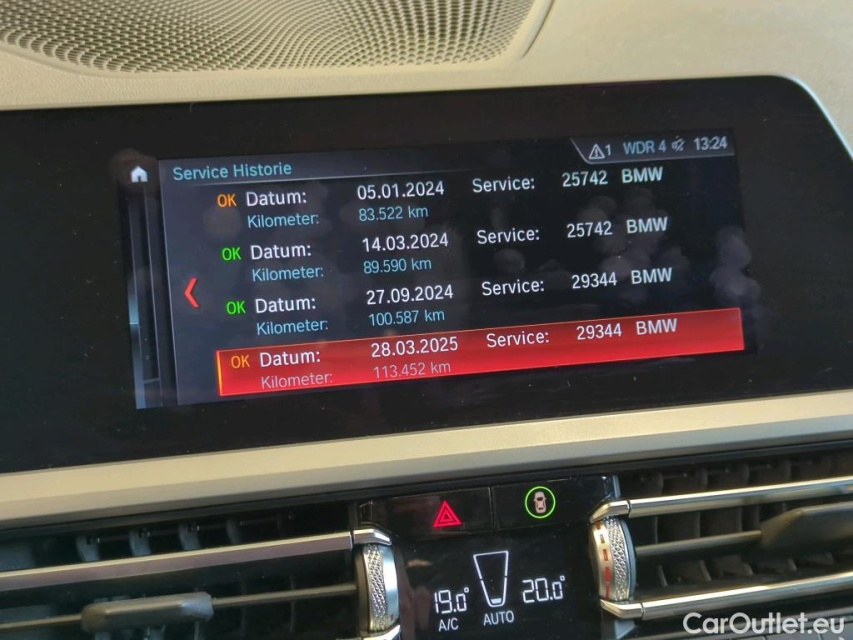 Service Historie
1 WDR 4 13:24
OK Datum: 05.01.2024 Service: 25742 BMW
Kilometer: 83.522 km
OK Datum: 14.03.2024 Service: 25742 BMW
Kilometer: 89.590 km
OK Datum: 27.09.2024 Service: 29344 BMW
Kilometer: 100.587 km
OK Datum: 28.03.2025 Service: 29344 BMW
Kilometer: 113.452 km
19.0° 20.0°
A/C AUTO
CarOutlet.eu